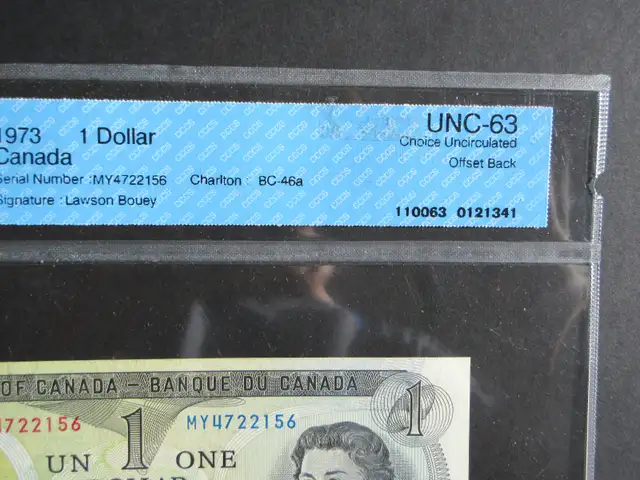 1973 1 Dollar UNC-63
Canada Choice Uncirculated
Serial Number :MY4722156 Charlton : BC-46a Offset Back
Signature : Lawson Bouey
110063 0121341
OF CANADA – BANQUE DU CANADA
4722156 1 MY4722156 1
UN ONE